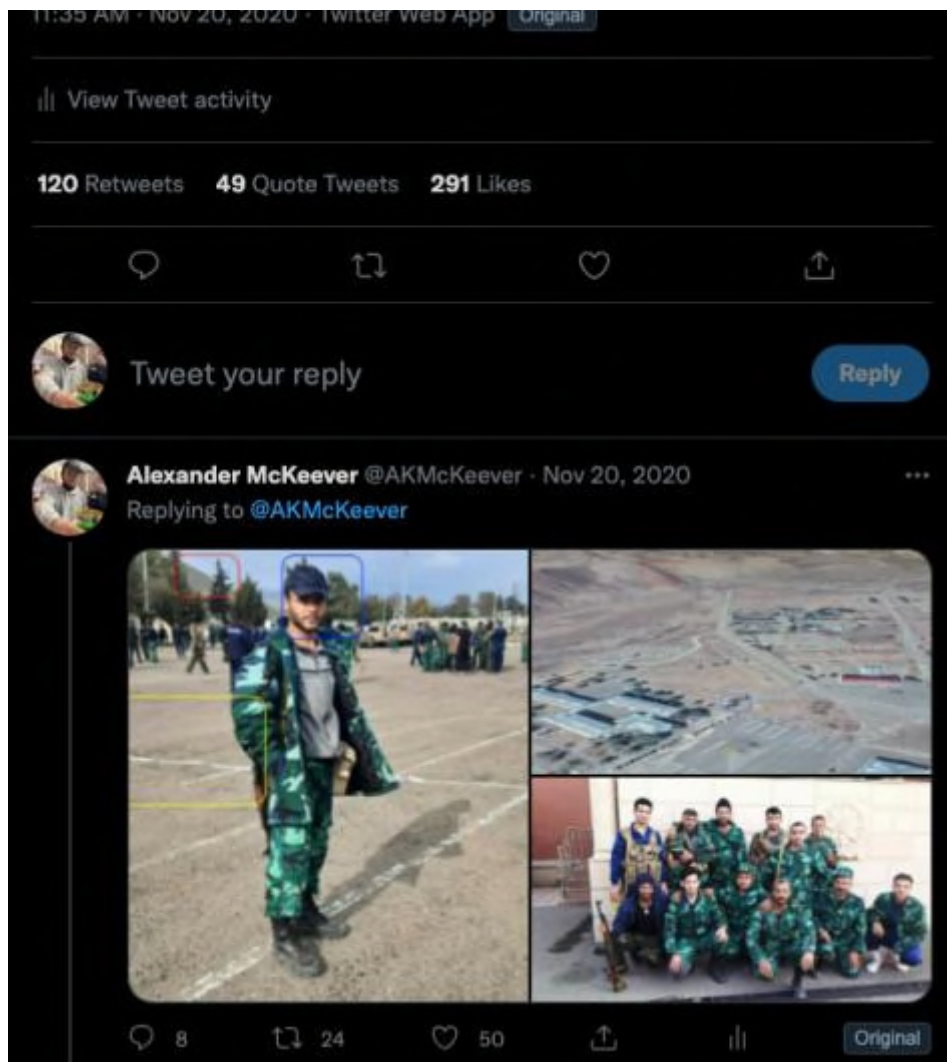 11:35 AM · Nov 20, 2020 · Twitter Web App Original
View Tweet activity
120 Retweets 49 Quote Tweets 291 Likes
Tweet your reply Reply
Alexander McKeever @AKMcKeever · Nov 20, 2020
Replying to @AKMcKeever
8 24 50 Original